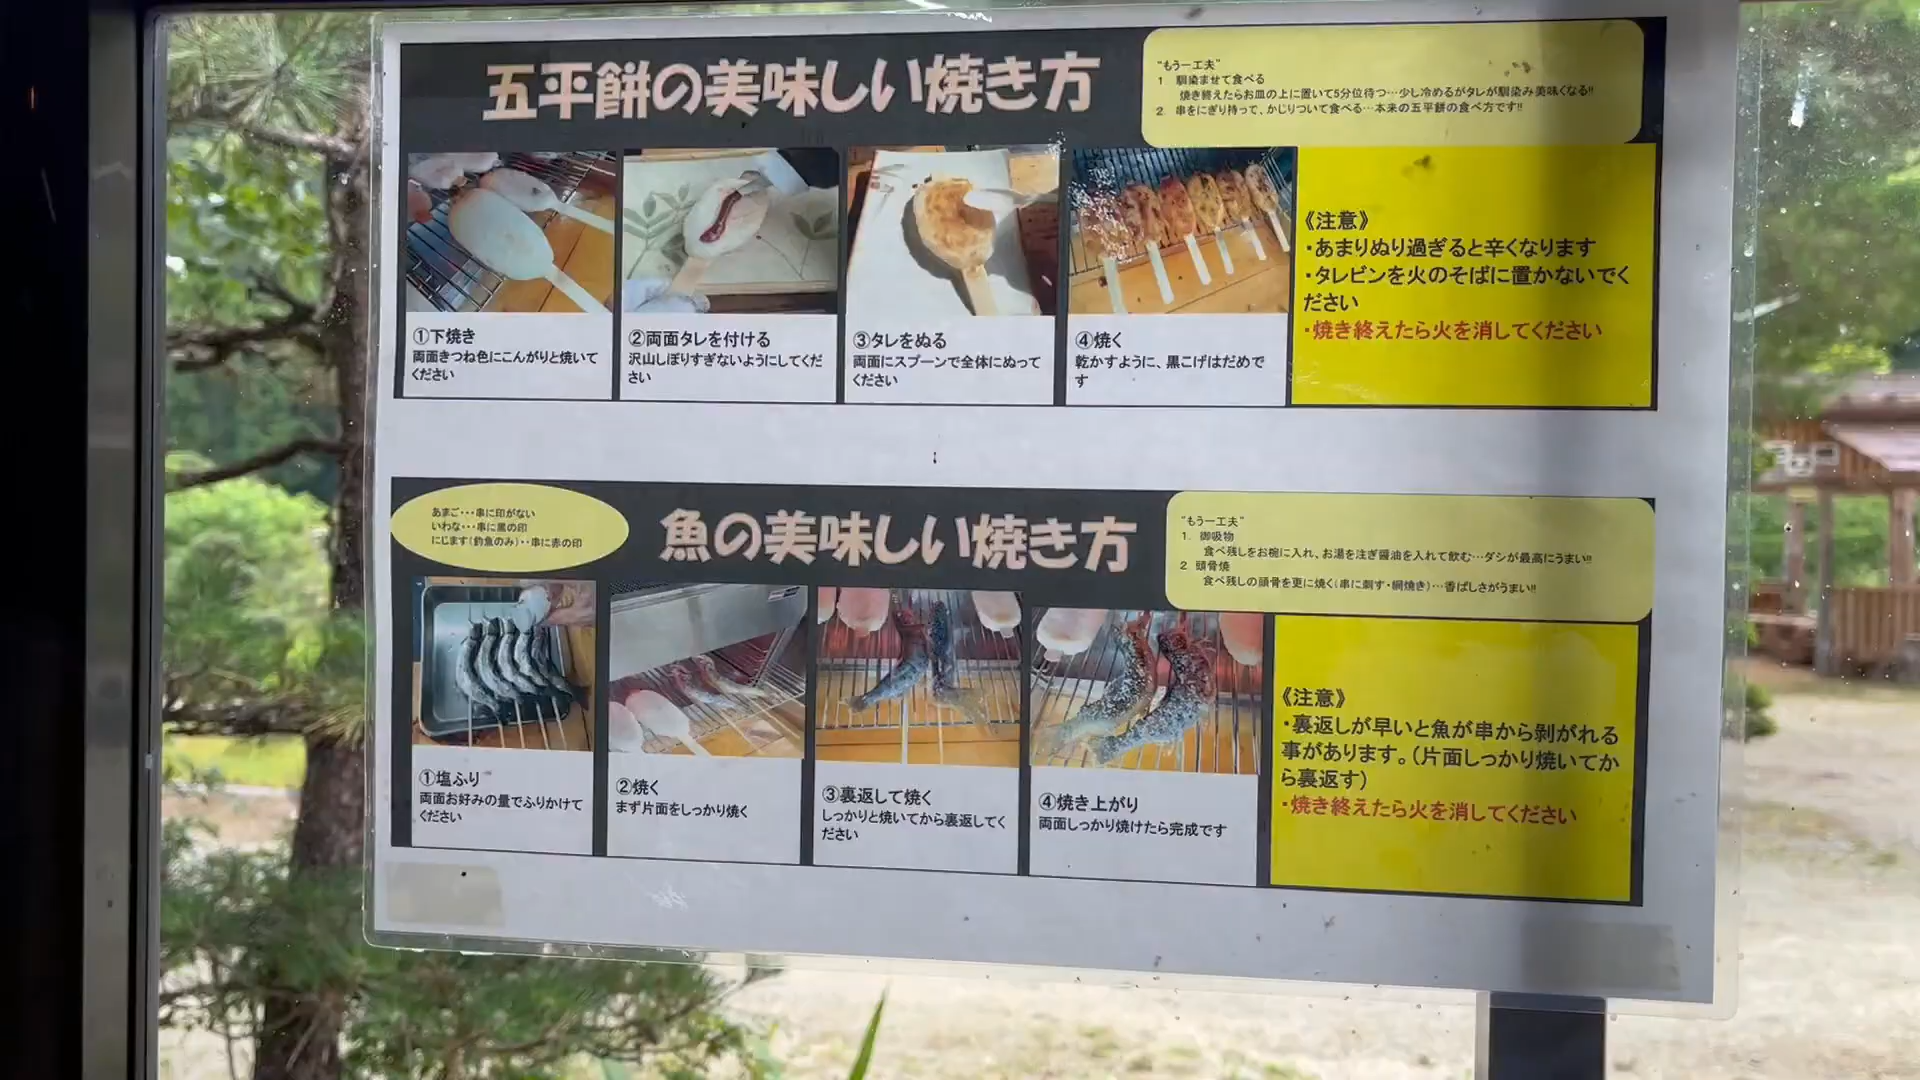 五平餅の美味しい焼き方
"もう一工夫"
1 馴染ませて食べる
焼き終えたらお皿の上に置いて5分位待つ…少し冷めるがタレが馴染み美味くなる!!
2. 串をにぎり持って、かじりついて食べる…本来の五平餅の食べ方です!!
①下焼き
両面きつね色にこんがりと焼いて
ください
②両面タレを付ける
沢山しぼりすぎないようにしてくだ
さい
③タレをぬる
両面にスプーンで全体にぬって
ください
④焼く
乾かすように、黒こげはだめで
す
《注意》
・あまりぬり過ぎると辛くなります
・タレビンを火のそばに置かないでく
ださい
・焼き終えたら火を消してください
あまご・・・串に印がない
いわな・・・串に黒の印
にじます(釣魚のみ)・・串に赤の印
魚の美味しい焼き方
"もう一工夫"
1. 御吸物
食べ残しをお椀に入れ、お湯を注ぎ醤油を入れて飲む…ダシが最高にうまい!!
2 頭骨焼
食べ残しの頭骨を更に焼く(串に刺す・網焼き)…香ばしさがうまい!!
①塩ふり
両面お好みの量でふりかけて
ください
②焼く
まず片面をしっかり焼く
③裏返して焼く
しっかりと焼いてから裏返してく
ださい
④焼き上がり
両面しっかり焼けたら完成です
《注意》
・裏返しが早いと魚が串から剥がれる
事があります。(片面しっかり焼いてか
ら裏返す)
・焼き終えたら火を消してください